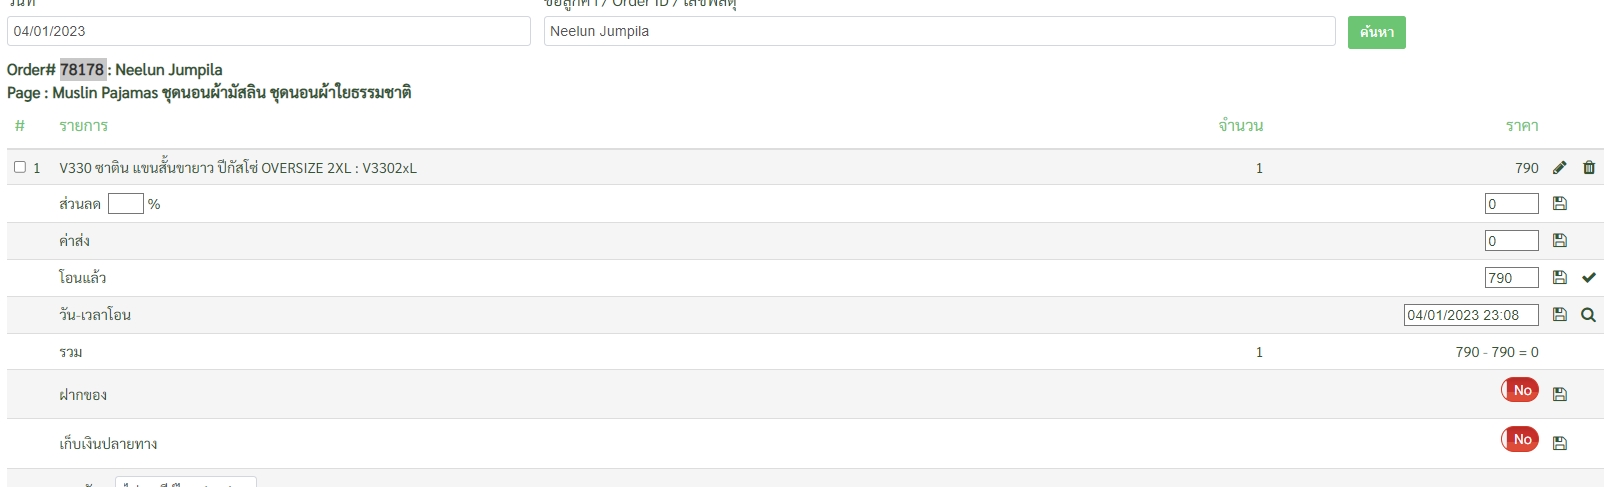 วันที่ ชื่อลูกค้า / Order ID / เลขพัสดุ
04/01/2023 Neelun Jumpila ค้นหา
Order# 78178 : Neelun Jumpila
Page : Muslin Pajamas ชุดนอนผ้ามัสลิน ชุดนอนผ้าใยธรรมชาติ
# รายการ จำนวน ราคา
1 V330 ซาติน แขนสั้นขายาว ปีกัสโซ่ OVERSIZE 2XL : V3302xL 1 790
ส่วนลด % 0
ค่าส่ง 0
โอนแล้ว 790
วัน-เวลาโอน 04/01/2023 23:08
รวม 1 790 - 790 = 0
ฝากของ No
เก็บเงินปลายทาง No